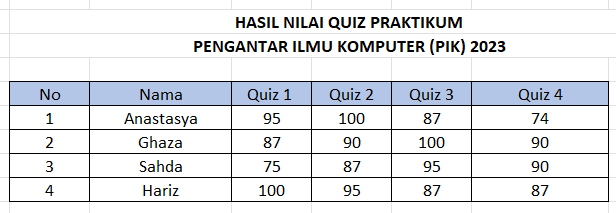 HASIL NILAI QUIZ PRAKTIKUM
PENGANTAR ILMU KOMPUTER (PIK) 2023
No Nama Quiz 1 Quiz 2 Quiz 3 Quiz 4
1 Anastasya 95 100 87 74
2 Ghaza 87 90 100 90
3 Sahda 75 87 95 90
4 Hariz 100 95 87 87